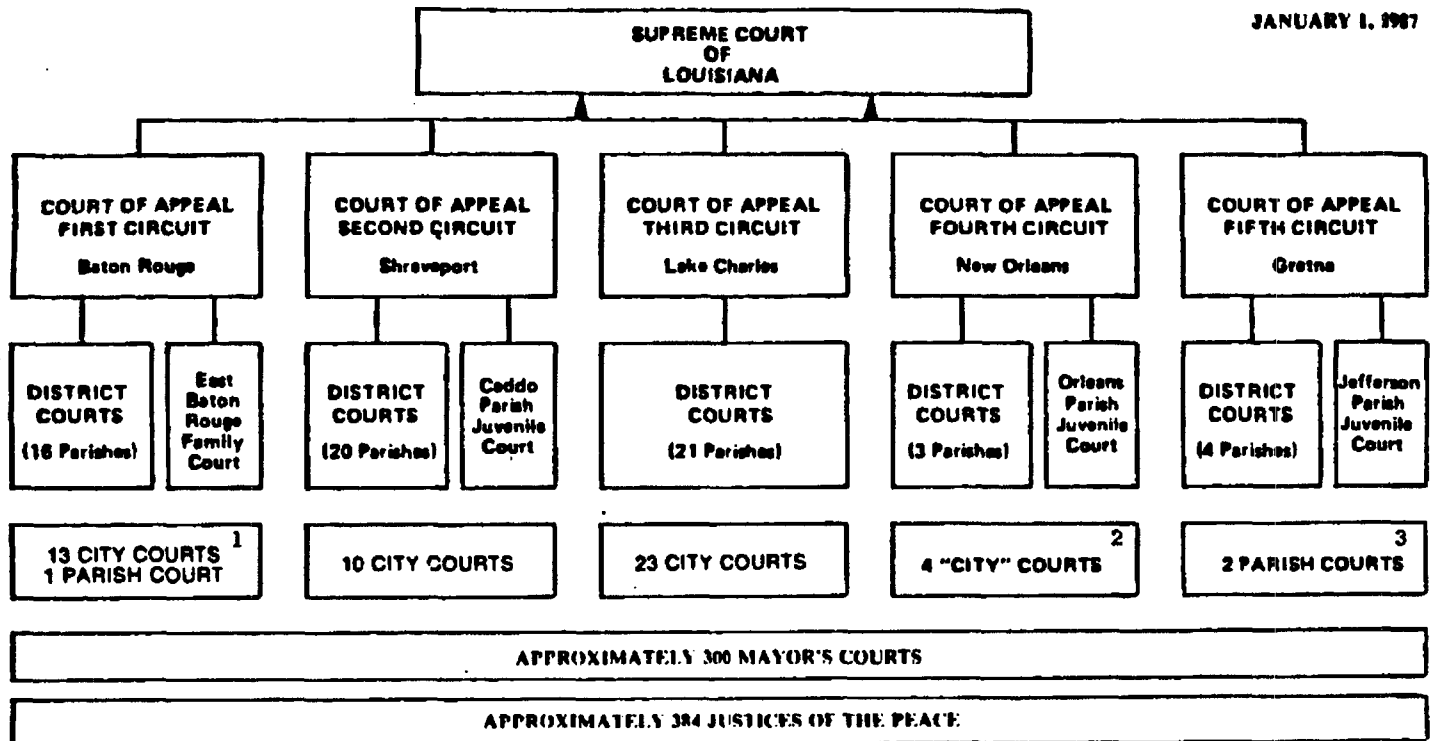 JANUARY 1, 1987
SUPREME COURT
OF
LOUISIANA
COURT OF APPEAL
FIRST CIRCUIT
Baton Rouge
COURT OF APPEAL
SECOND CIRCUIT
Shreveport
COURT OF APPEAL
THIRD CIRCUIT
Lake Charles
COURT OF APPEAL
FOURTH CIRCUIT
New Orleans
COURT OF APPEAL
FIFTH CIRCUIT
Gretna
DISTRICT
COURTS
(16 Parishes)
East
Baton
Rouge
Family
Court
DISTRICT
COURTS
(20 Parishes)
Caddo
Parish
Juvenile
Court
DISTRICT
COURTS
(21 Parishes)
DISTRICT
COURTS
(3 Parishes)
Orleans
Parish
Juvenile
Court
DISTRICT
COURTS
(4 Parishes)
Jefferson
Parish
Juvenile
Court
13 CITY COURTS 1
1 PARISH COURT
10 CITY COURTS
23 CITY COURTS
4 "CITY" COURTS 2
2 PARISH COURTS 3
APPROXIMATELY 300 MAYOR'S COURTS
APPROXIMATELY 384 JUSTICES OF THE PEACE